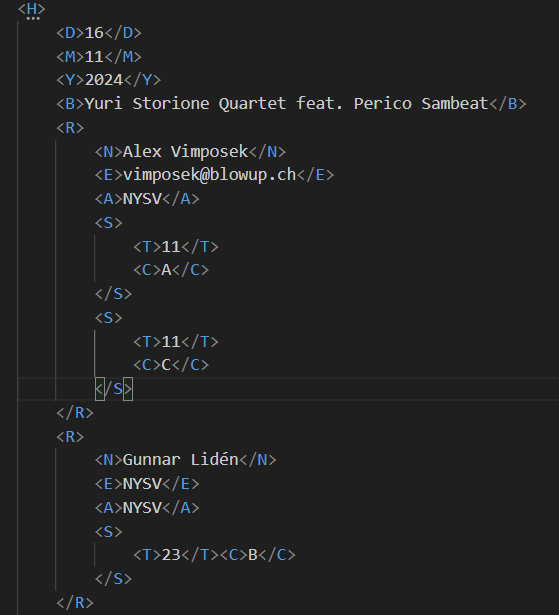 <H>
<D>16</D>
<M>11</M>
<Y>2024</Y>
<B>Yuri Storione Quartet feat. Perico Sambeat</B>
<R>
<N>Alex Vimposek</N>
<E>vimposek@blowup.ch</E>
<A>NYSV</A>
<S>
<T>11</T>
<C>A</C>
</S>
<S>
<T>11</T>
<C>C</C>
</S>
</R>
<R>
<N>Gunnar Lidén</N>
<E>NYSV</E>
<A>NYSV</A>
<S>
<T>23</T><C>B</C>
</S>
</R>